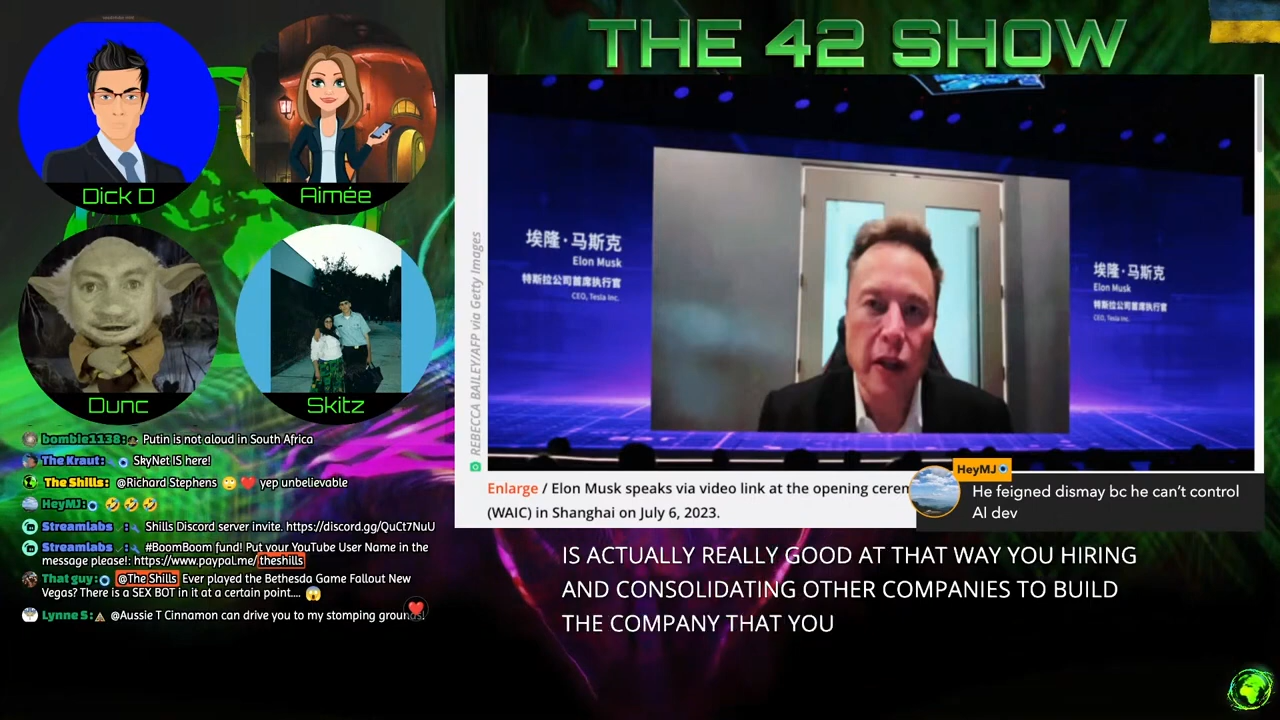 THE 42 SHOW
Dick D
Aimée
Dunc
Skitz
bombie1138: Putin is not aloud in South Africa
The Kraut: SkyNet IS here!
The Shills: @Richard Stephens 🙄 ❤️ yep unbelievable
HeyMJ: 🤣 🤣 🤣
Streamlabs : Shills Discord server invite. https://discord.gg/QuCt7NuU
Streamlabs : #BoomBoom fund! Put your YouTube User Name in the
message please!: https://www.paypal.me/theshills
That guy: @The Shills Ever played the Bethesda Game Fallout New
Vegas? There is a SEX BOT in it at a certain point.... 😱
Lynne S: @Aussie T Cinnamon can drive you to my stomping grounds!
REBECCA BAILEY/AFP via Getty Images
埃隆·马斯克
Elon Musk
特斯拉公司首席执行官
CEO, Tesla Inc.
埃隆·马斯克
Elon Musk
特斯拉公司首席执行官
CEO, Tesla Inc.
Enlarge / Elon Musk speaks via video link at the opening cerem
(WAIC) in Shanghai on July 6, 2023.
HeyMJ
He feigned dismay bc he can't control
AI dev
IS ACTUALLY REALLY GOOD AT THAT WAY YOU HIRING
AND CONSOLIDATING OTHER COMPANIES TO BUILD
THE COMPANY THAT YOU